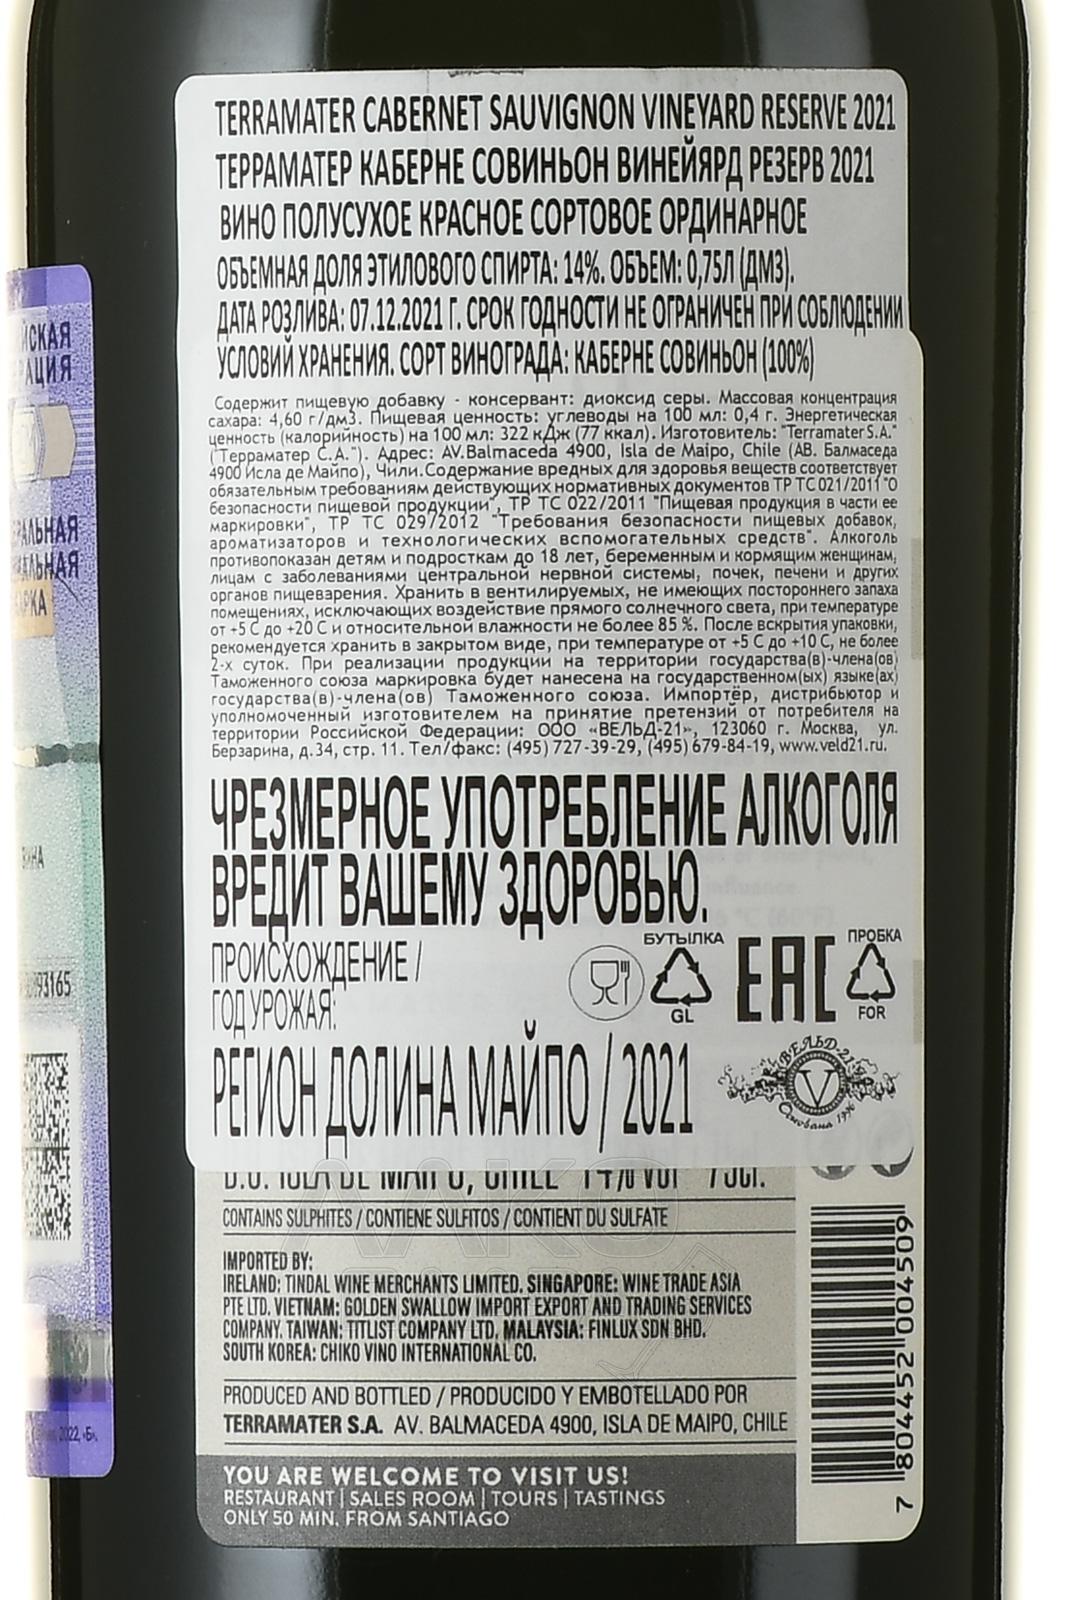 TERRAMATER CABERNET SAUVIGNON VINEYARD RESERVE 2021
ТЕРРАМАТЕР КАБЕРНЕ СОВИНЬОН ВИНЕЙЯРД РЕЗЕРВ 2021
ВИНО ПОЛУСУХОЕ КРАСНОЕ СОРТОВОЕ ОРДИНАРНОЕ
ОБЪЕМНАЯ ДОЛЯ ЭТИЛОВОГО СПИРТА: 14%. ОБЪЕМ: 0,75Л (ДМ3).
ДАТА РОЗЛИВА: 07.12.2021 Г. СРОК ГОДНОСТИ НЕ ОГРАНИЧЕН ПРИ СОБЛЮДЕНИИ
УСЛОВИЙ ХРАНЕНИЯ. СОРТ ВИНОГРАДА: КАБЕРНЕ СОВИНЬОН (100%)
Содержит пищевую добавку - консервант: диоксид серы. Массовая концентрация
сахара: 4,60 г/дм3. Пищевая ценность: углеводы на 100 мл: 0,4 г. Энергетическая
ценность (калорийность) на 100 мл: 322 кДж (77 ккал). Изготовитель: "Terramater S.A."
("Терраматер С.А."). Адрес: AV.Balmaceda 4900, Isla de Maipo, Chile (АВ. Балмаседа
4900 Исла де Майпо), Чили.Содержание вредных для здоровья веществ соответствует
обязательным требованиям действующих нормативных документов ТР ТС 021/2011 "О
безопасности пищевой продукции", ТР ТС 022/2011 "Пищевая продукция в части ее
маркировки", ТР ТС 029/2012 "Требования безопасности пищевых добавок,
ароматизаторов и технологических вспомогательных средств". Алкоголь
противопоказан детям и подросткам до 18 лет, беременным и кормящим женщинам,
лицам с заболеваниями центральной нервной системы, почек, печени и других
органов пищеварения. Хранить в вентилируемых, не имеющих постороннего запаха
помещениях, исключающих воздействие прямого солнечного света, при температуре
от +5 С до +20 С и относительной влажности не более 85 %. После вскрытия упаковки,
рекомендуется хранить в закрытом виде, при температуре от +5 С до +10 С, не более
2-х суток. При реализации продукции на территории государства(в)-члена(ов)
Таможенного союза маркировка будет нанесена на государственном(ых) языке(ах)
государства(в)-члена(ов) Таможенного союза. Импортёр, дистрибьютор и
уполномоченный изготовителем на принятие претензий от потребителя на
территории Российской Федерации: ООО «ВЕЛЬД-21», 123060 г. Москва, ул.
Берзарина, д.34, стр. 11. Тел/факс: (495) 727-39-29, (495) 679-84-19, www.veld21.ru.
ЧРЕЗМЕРНОЕ УПОТРЕБЛЕНИЕ АЛКОГОЛЯ
ВРЕДИТ ВАШЕМУ ЗДОРОВЬЮ.
ПРОИСХОЖДЕНИЕ /
ГОД УРОЖАЯ:
БУТЫЛКА
GL
EAC
ПРОБКА
FOR
РЕГИОН ДОЛИНА МАЙПО / 2021
ВЕЛЬД-21
V
Основана 1996
D.O. ISLA DE MAIPO, CHILE 14% Vol 75cl.
CONTAINS SULPHITES / CONTIENE SULFITOS / CONTIENT DU SULFATE
IMPORTED BY:
IRELAND: TINDAL WINE MERCHANTS LIMITED. SINGAPORE: WINE TRADE ASIA
PTE LTD. VIETNAM: GOLDEN SWALLOW IMPORT EXPORT AND TRADING SERVICES
COMPANY. TAIWAN: TITLIST COMPANY LTD. MALAYSIA: FINLUX SDN BHD.
SOUTH KOREA: CHIKO VINO INTERNATIONAL CO.
PRODUCED AND BOTTLED / PRODUCIDO Y EMBOTELLADO POR
TERRAMATER S.A. AV. BALMACEDA 4900, ISLA DE MAIPO, CHILE
YOU ARE WELCOME TO VISIT US!
RESTAURANT | SALES ROOM | TOURS | TASTINGS
ONLY 50 MIN. FROM SANTIAGO
7 804452 004509